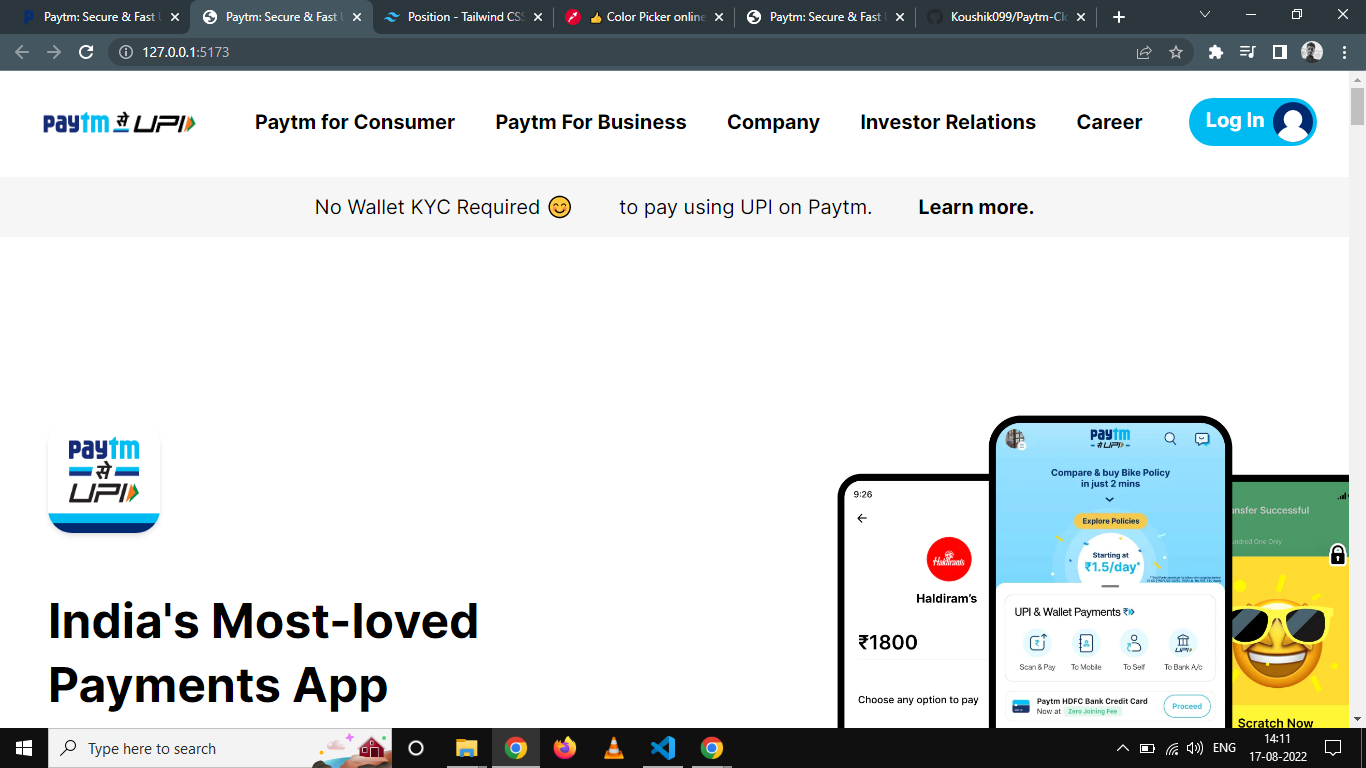 Paytm: Secure & Fast U
Paytm: Secure & Fast U
Position - Tailwind CSS
👍 Color Picker online
Paytm: Secure & Fast U
Koushik099/Paytm-Clo
127.0.0.1:5173
paytm से UPI
Paytm for Consumer
Paytm For Business
Company
Investor Relations
Career
Log In
No Wallet KYC Required 😊 to pay using UPI on Paytm. Learn more.
paytm
से
UPI
India's Most-loved
Payments App
9:26
Haldiram's
Haldiram's
₹1800
Choose any option to pay
paytm
से UPI
Compare & buy Bike Policy
in just 2 mins
Explore Policies
Starting at
₹1.5/day*
UPI & Wallet Payments
Scan & Pay
To Mobile
To Self
UPI
To Bank A/c
Paytm HDFC Bank Credit Card
Now at Zero Joining Fee
Proceed
ansfer Successful
undred One Only
Scratch Now
Type here to search
ENG
14:11
17-08-2022